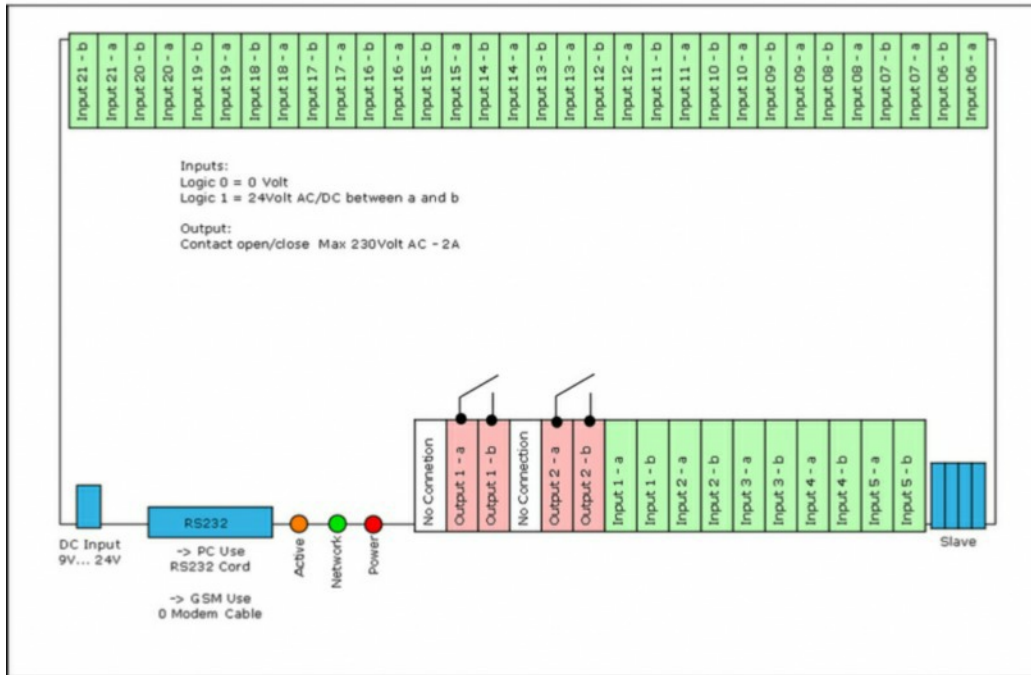 Input 21 - b
Input 21 - a
Input 20 - b
Input 20 - a
Input 19 - b
Input 19 - a
Input 18 - b
Input 18 - a
Input 17 - b
Input 17 - a
Input 16 - b
Input 16 - a
Input 15 - b
Input 15 - a
Input 14 - b
Input 14 - a
Input 13 - b
Input 13 - a
Input 12 - b
Input 12 - a
Input 11 - b
Input 11 - a
Input 10 - b
Input 10 - a
Input 09 - b
Input 09 - a
Input 08 - b
Input 08 - a
Input 07 - b
Input 07 - a
Input 06 - b
Input 06 - a
Inputs:
Logic 0 = 0 Volt
Logic 1 = 24Volt AC/DC between a and b
Output:
Contact open/close Max 230Volt AC - 2A
No Connetion
Output 1 - a
Output 1 - b
No Connection
Output 2 - a
Output 2 - b
Input 1 - a
Input 1 - b
Input 2 - a
Input 2 - b
Input 3 - a
Input 3 - b
Input 4 - a
Input 4 - b
Input 5 - a
Input 5 - b
DC Input
9V... 24V
RS232
-> PC Use
RS232 Cord
-> GSM Use
0 Modem Cable
Active
Network
Power
Slave